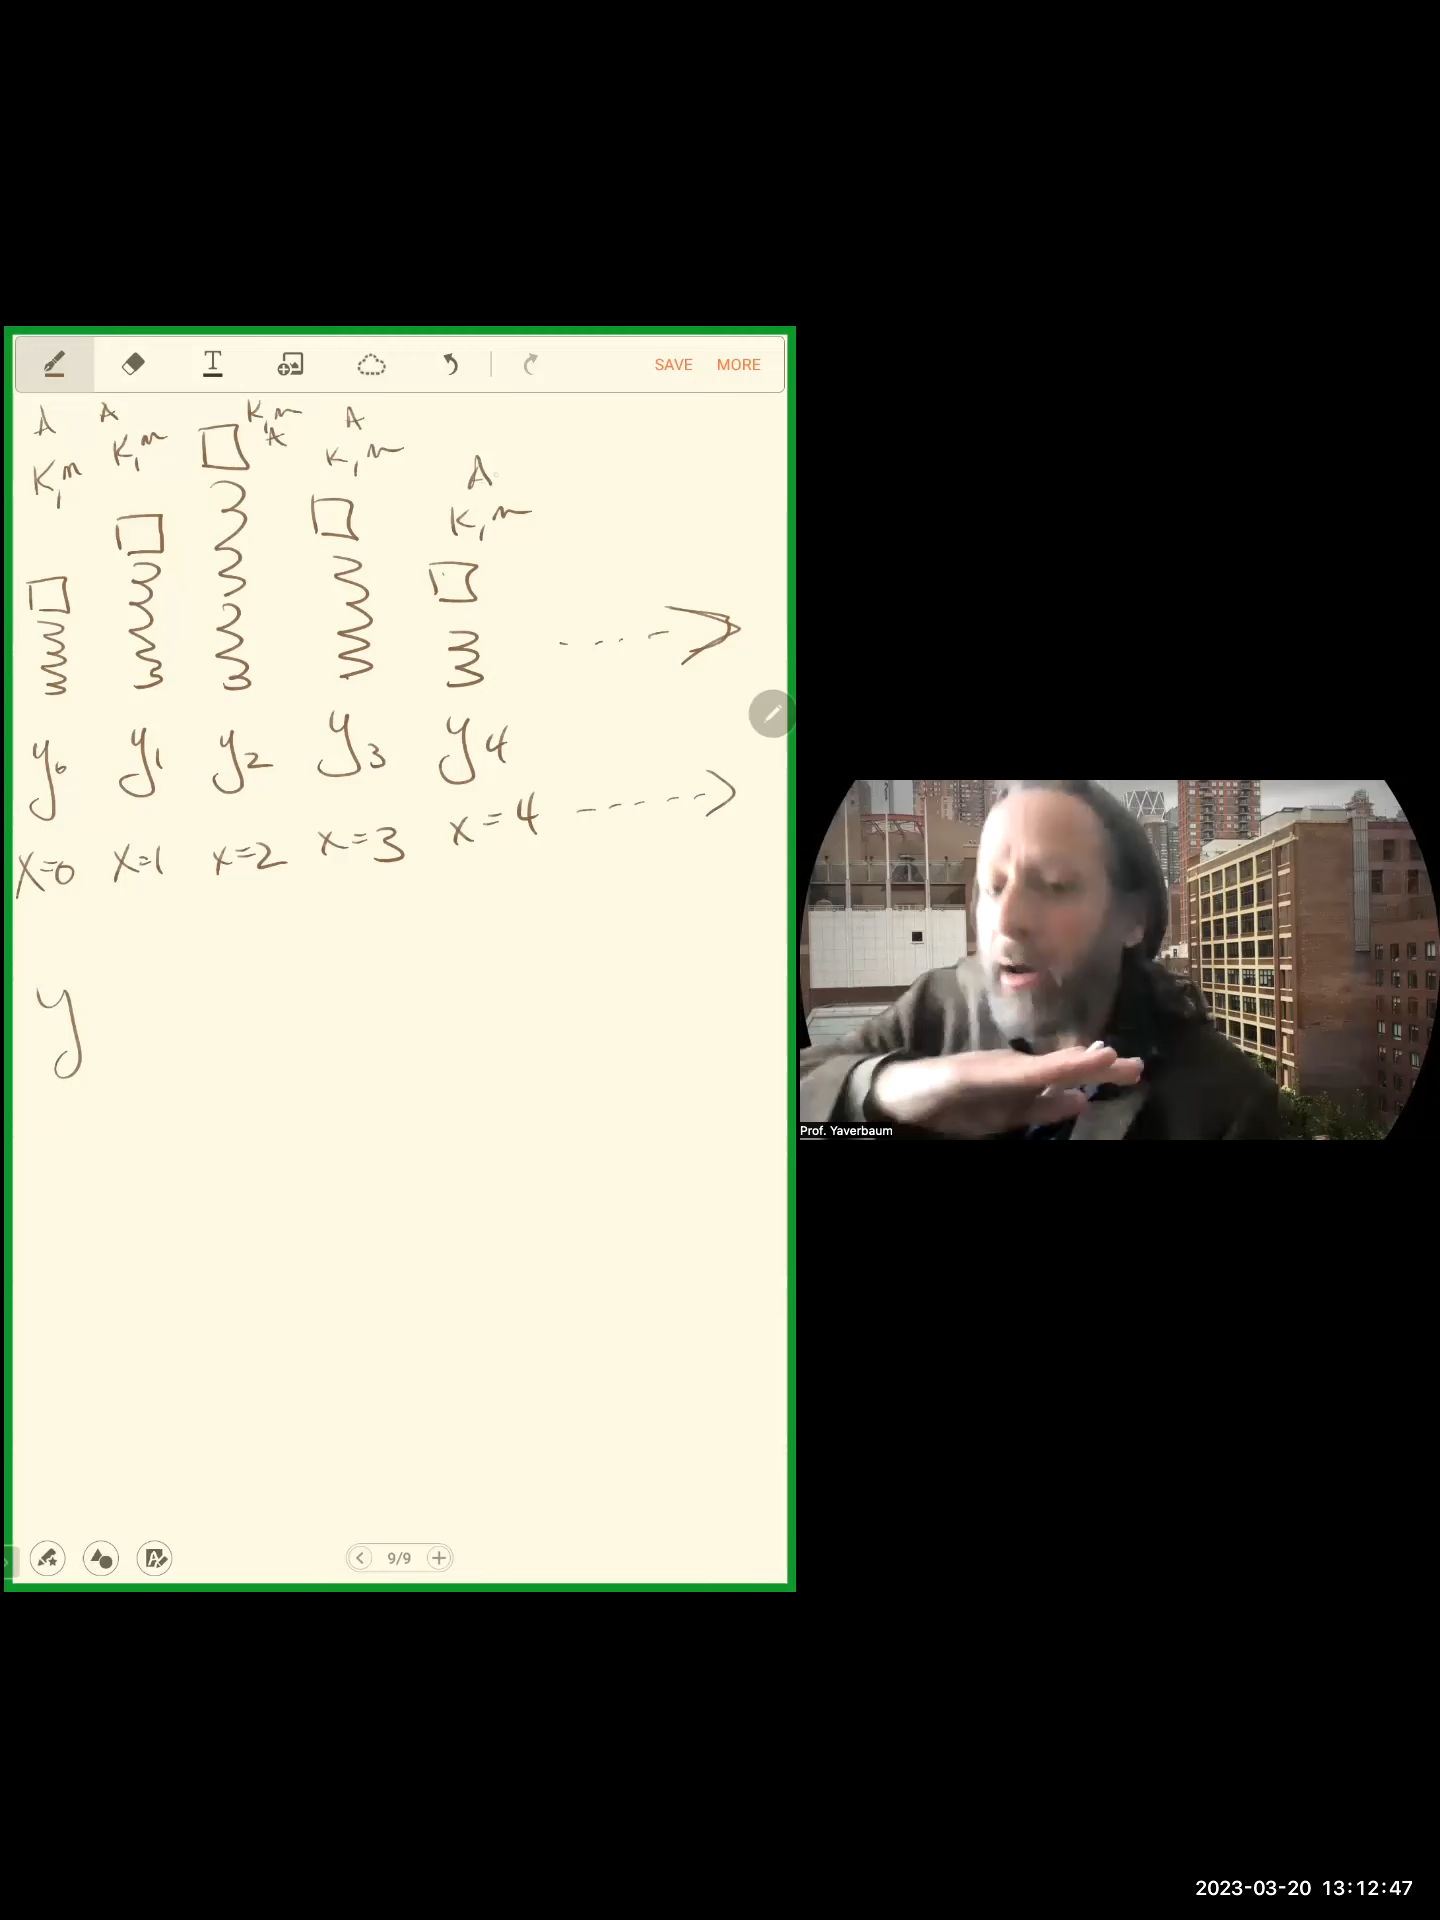 T
SAVE MORE
A A K,m A
K,m K,m A K,m A
K,m
y0 y1 y2 y3 y4
x=0 x=1 x=2 x=3 x=4
y
9/9
Prof. Yaverbaum
2023-03-20 13:12:47